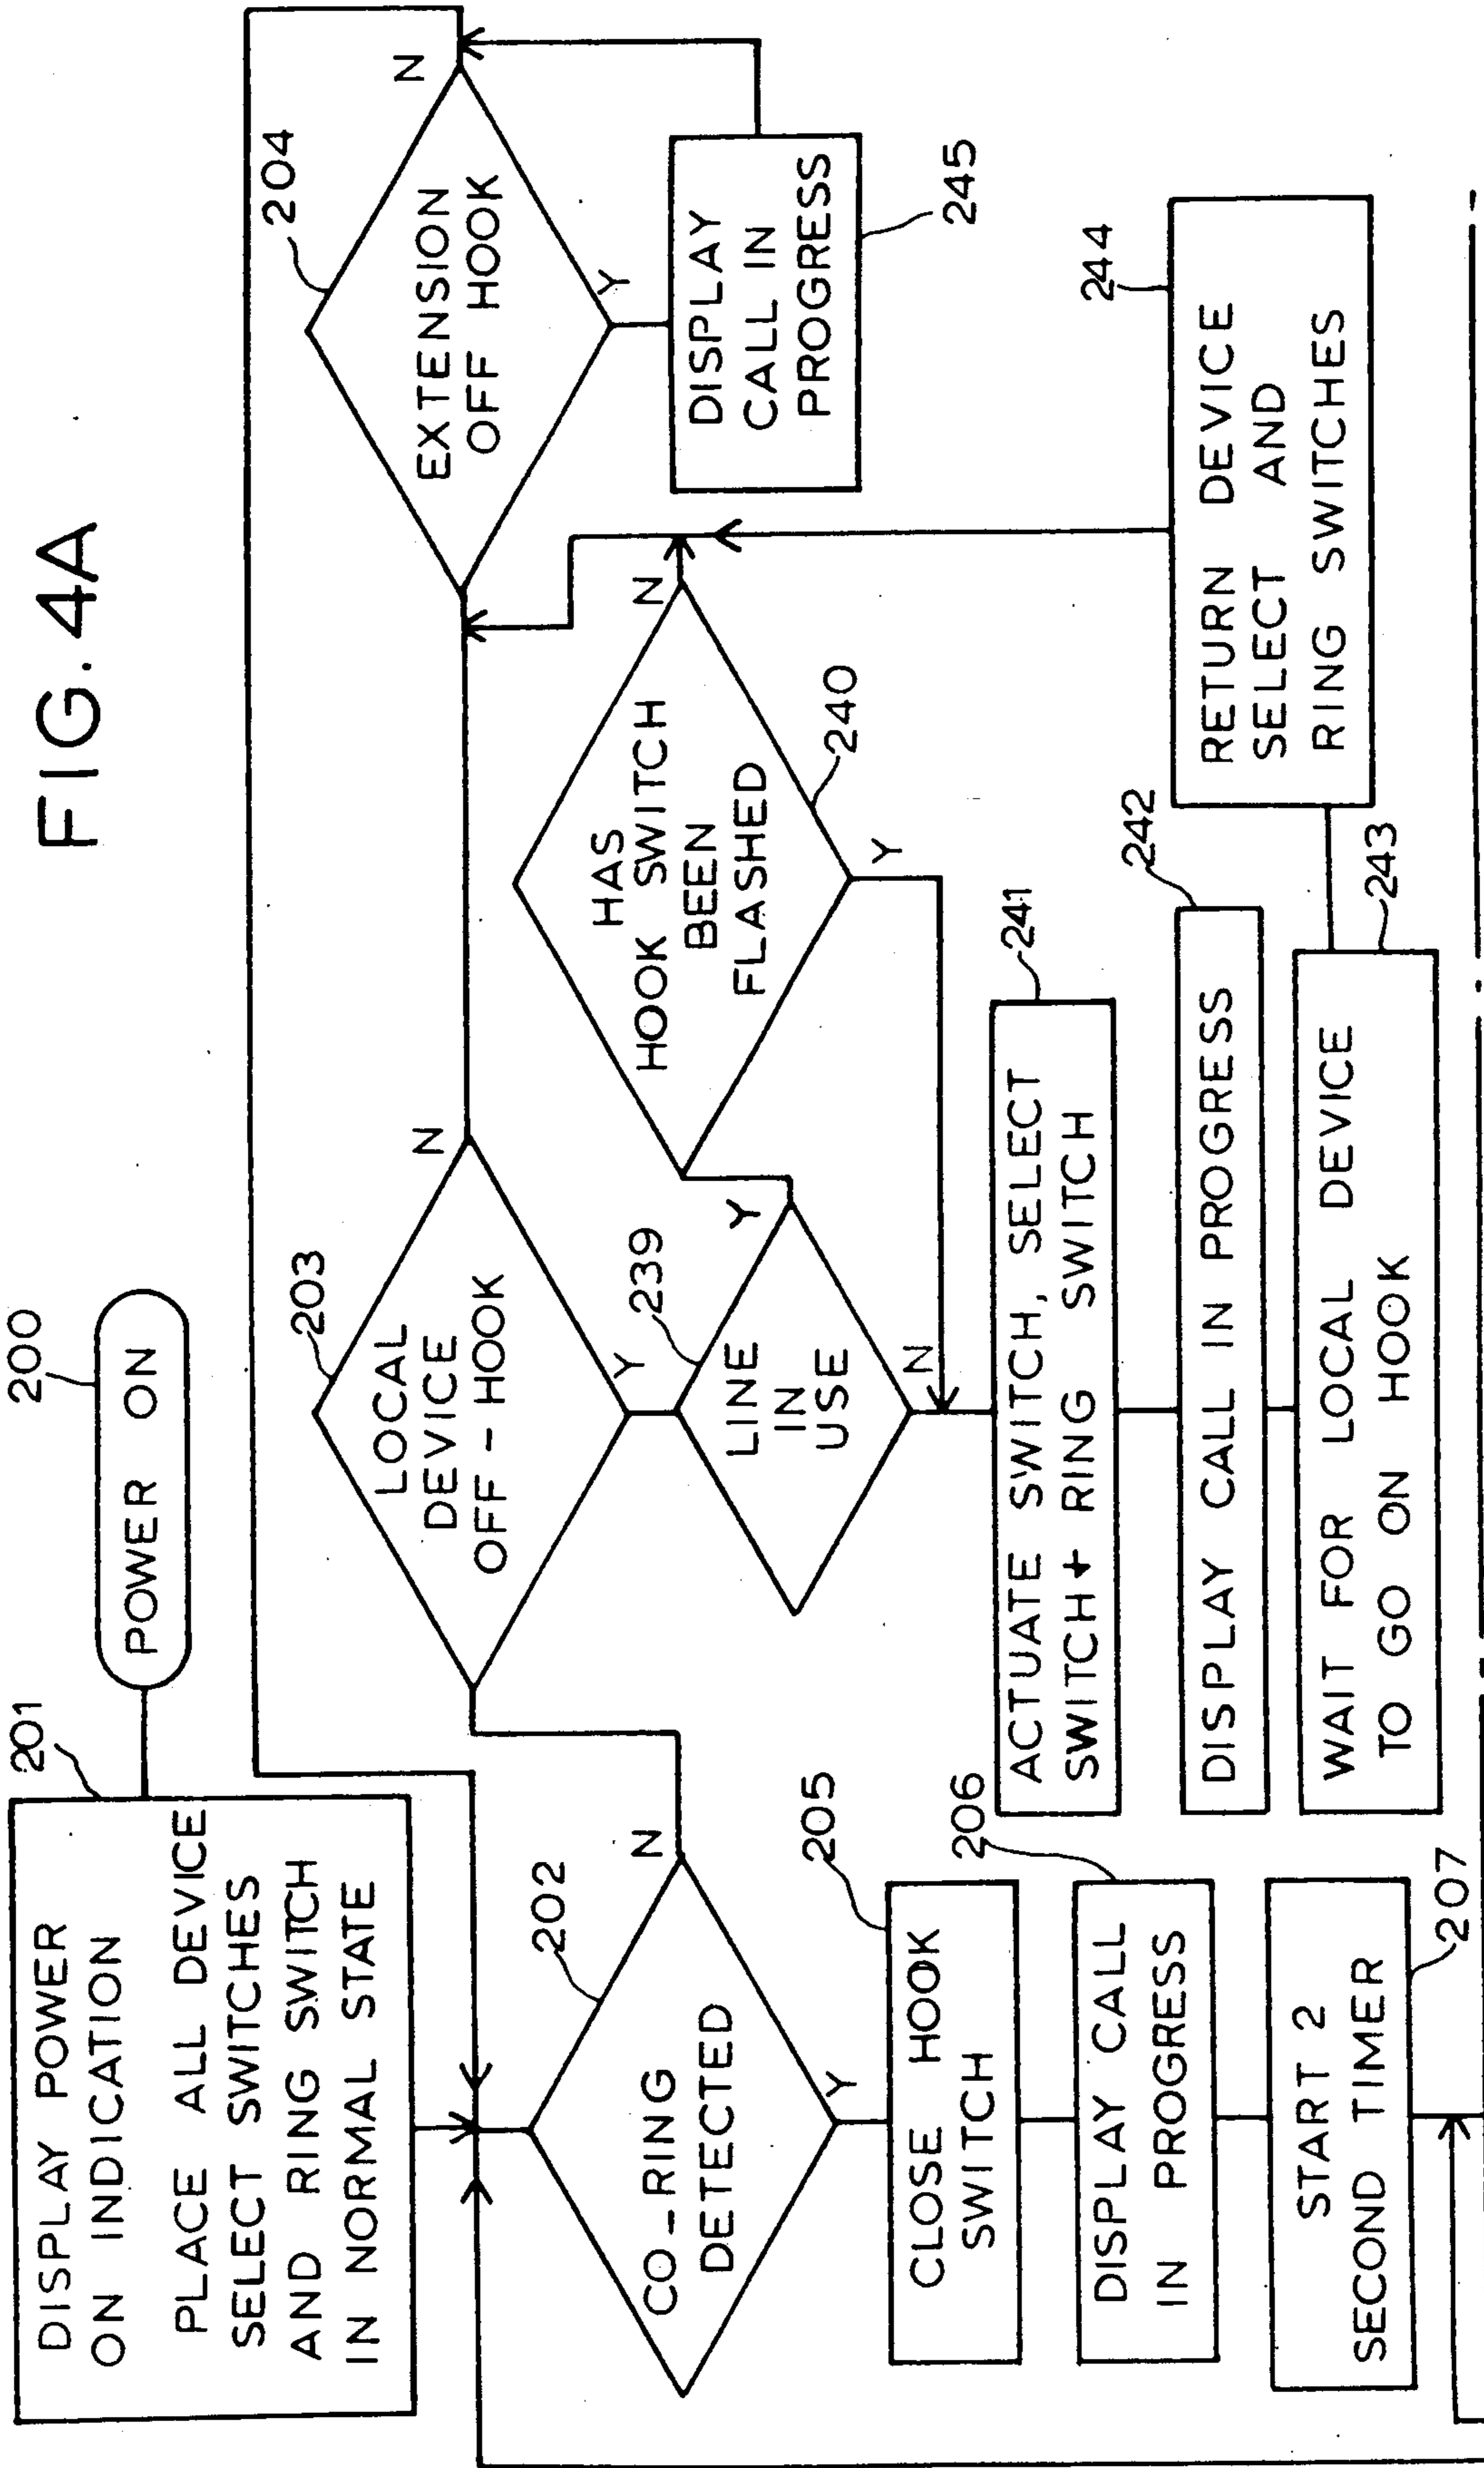 FIG. 4A
200
POWER ON
201
DISPLAY POWER
ON INDICATION
PLACE ALL DEVICE
SELECT SWITCHES
AND RING SWITCH
IN NORMAL STATE
202
CO-RING
DETECTED
N
Y
203
LOCAL
DEVICE
OFF-HOOK
N
Y
204
EXTENSION
OFF HOOK
N
Y
DISPLAY
CALL IN
PROGRESS
245
239
LINE
IN
USE
Y
N
HAS
HOOK SWITCH
BEEN
FLASHED
240
N
Y
205
CLOSE HOOK
SWITCH
206
DISPLAY CALL
IN PROGRESS
START 2
SECOND TIMER
207
241
ACTUATE SWITCH, SELECT
SWITCH + RING SWITCH
242
DISPLAY CALL IN PROGRESS
243
WAIT FOR LOCAL DEVICE
TO GO ON HOOK
244
RETURN DEVICE
SELECT AND
RING SWITCHES